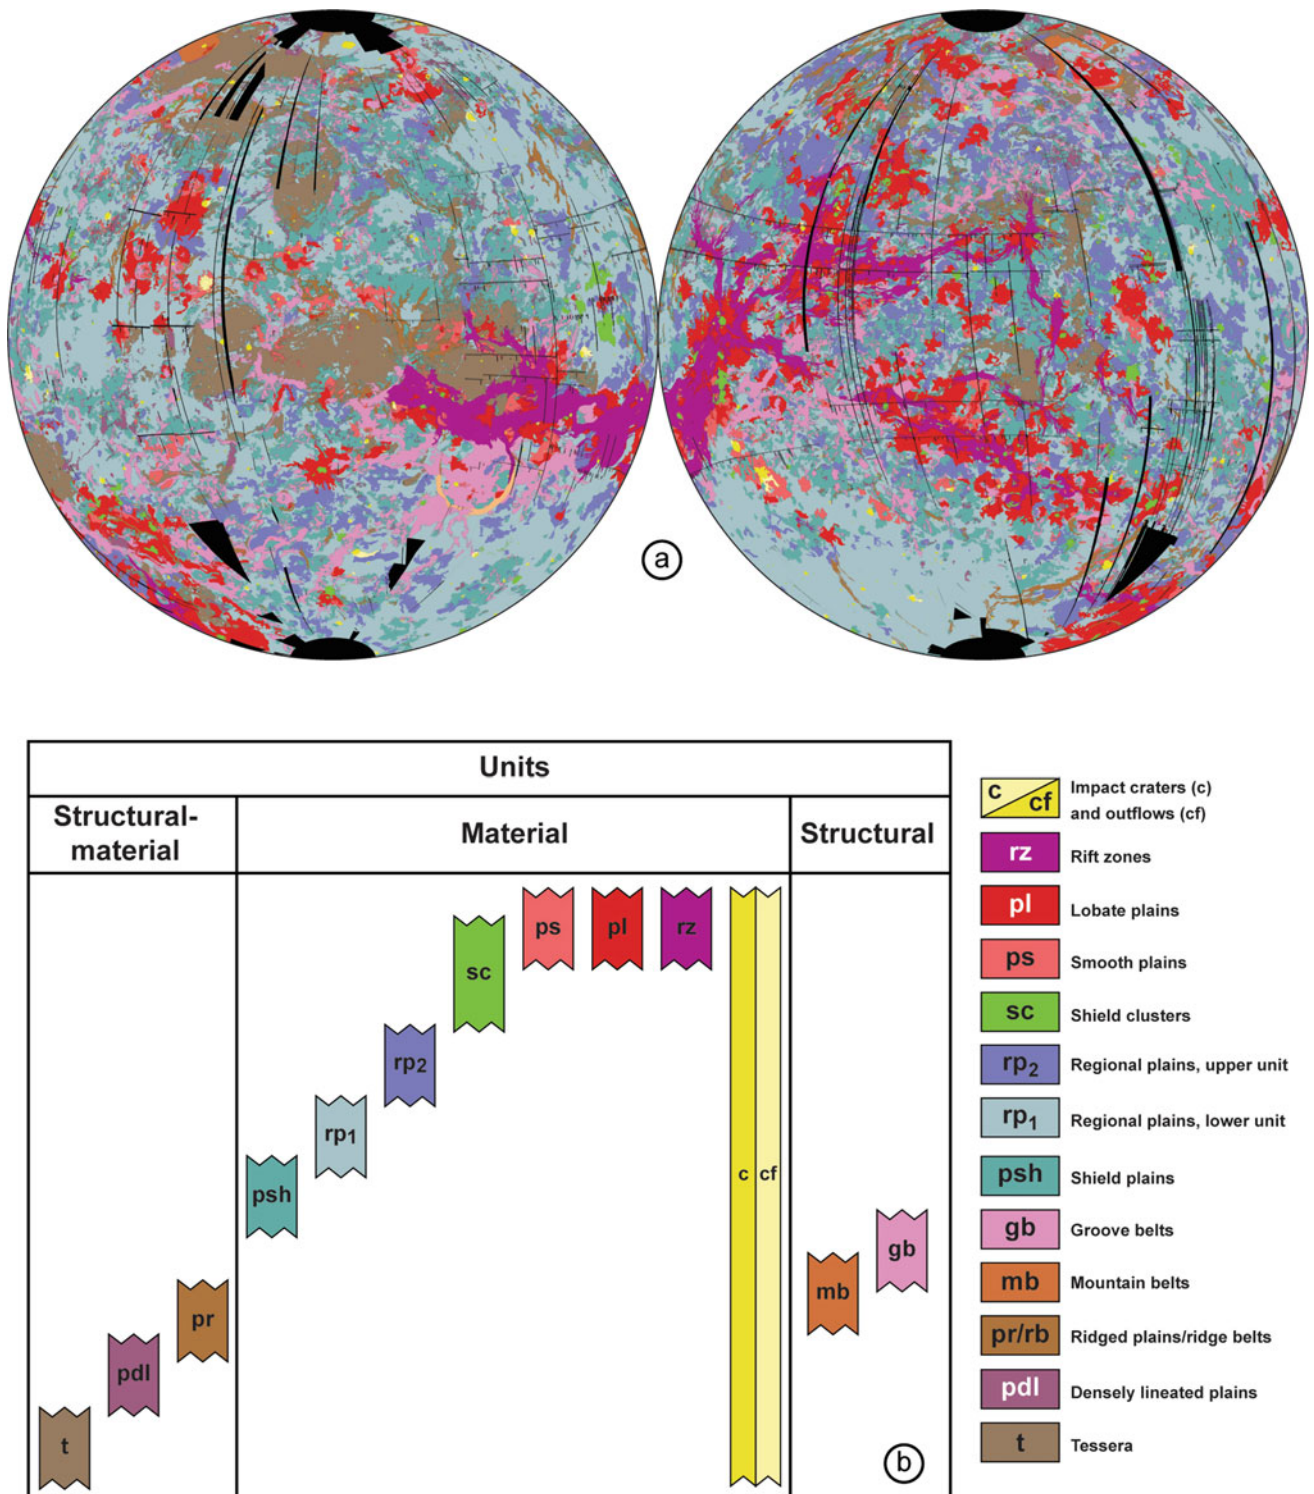 a
Units
Structural-
material
Material
Structural
ps
pl
rz
sc
rp2
rp1
psh
c
cf
gb
mb
pr
pdl
t
b
c
cf
Impact craters (c)
and outflows (cf)
rz
Rift zones
pl
Lobate plains
ps
Smooth plains
sc
Shield clusters
rp2
Regional plains, upper unit
rp1
Regional plains, lower unit
psh
Shield plains
gb
Groove belts
mb
Mountain belts
pr/rb
Ridged plains/ridge belts
pdl
Densely lineated plains
t
Tessera